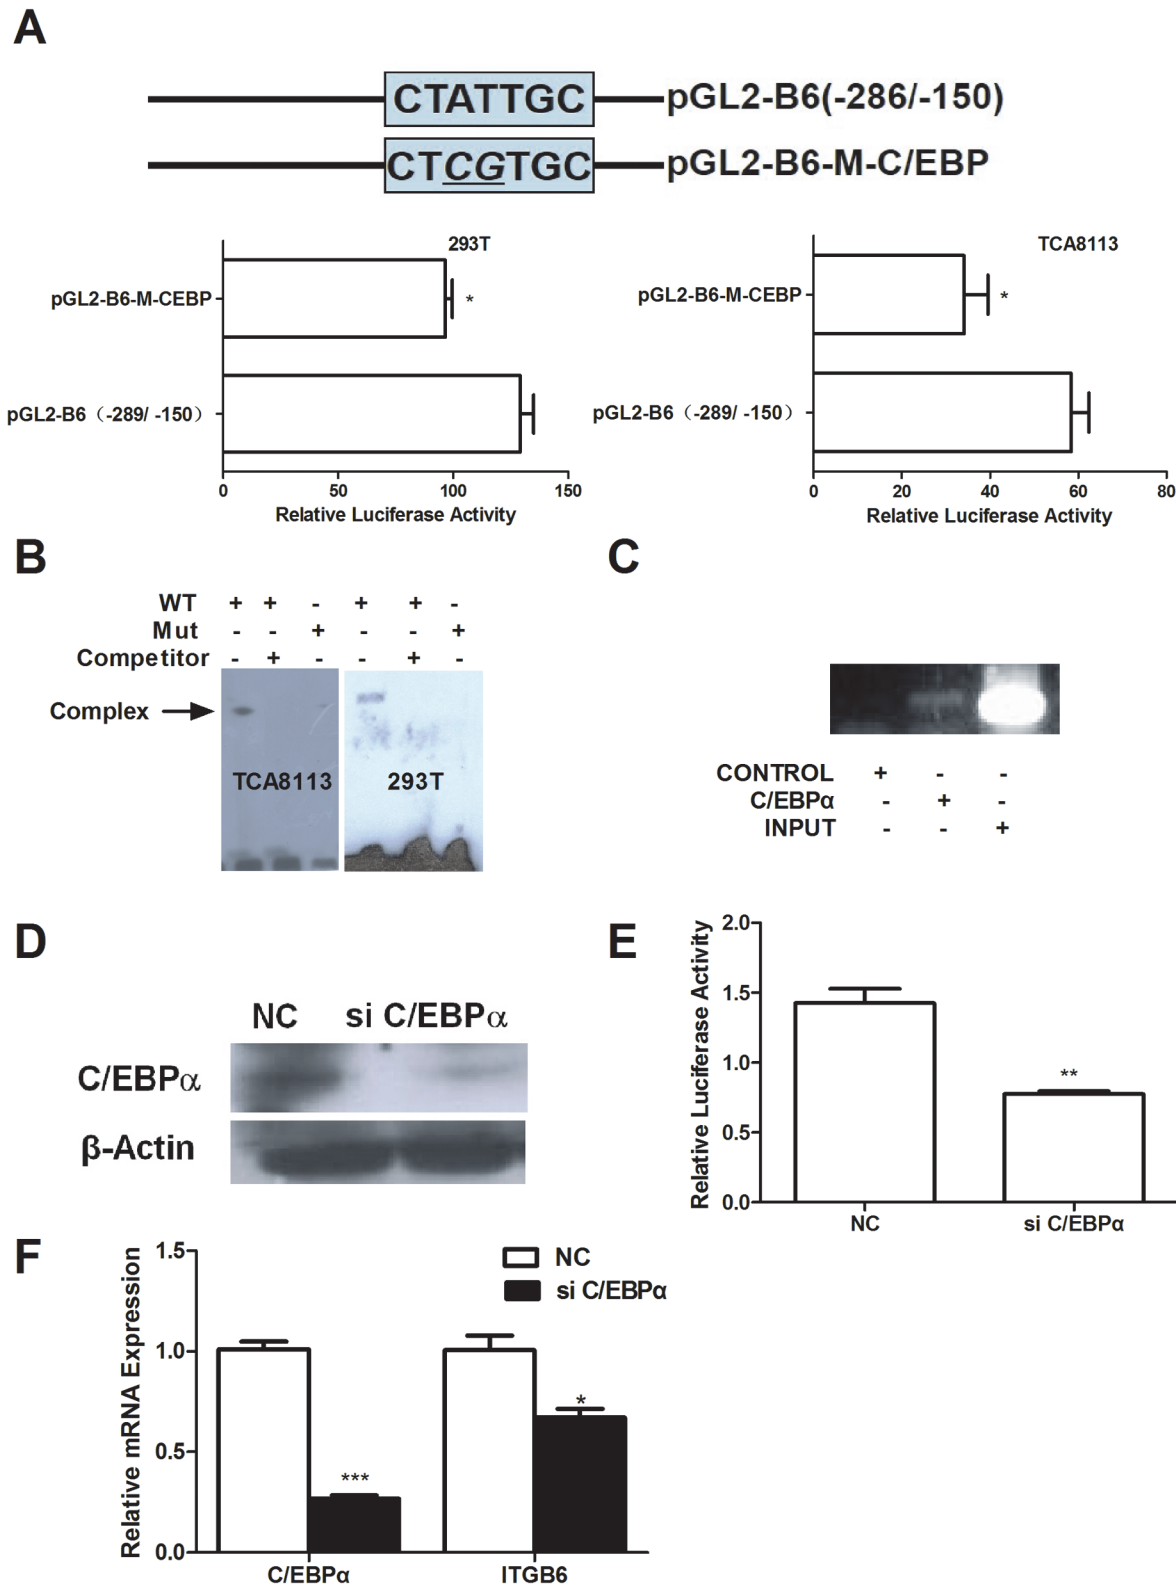 A
CTATTGC pGL2-B6(-286/-150)
CTCGTGC pGL2-B6-M-C/EBP
293T
pGL2-B6-M-CEBP
*
pGL2-B6（-289/ -150）
0 50 100 150
Relative Luciferase Activity
TCA8113
pGL2-B6-M-CEBP
*
pGL2-B6（-289/ -150）
0 20 40 60 80
Relative Luciferase Activity
B
WT + + - + + -
Mut - - + - - +
Competitor - + - - + -
Complex
TCA8113
293T
C
CONTROL + - -
C/EBPα - + -
INPUT - - +
D
NC si C/EBPα
C/EBPα
β-Actin
E
Relative Luciferase Activity
2.0
1.5
1.0
0.5
0.0
**
NC si C/EBPα
F
Relative mRNA Expression
1.5
1.0
0.5
0.0
NC
si C/EBPα
***
*
C/EBPα ITGB6